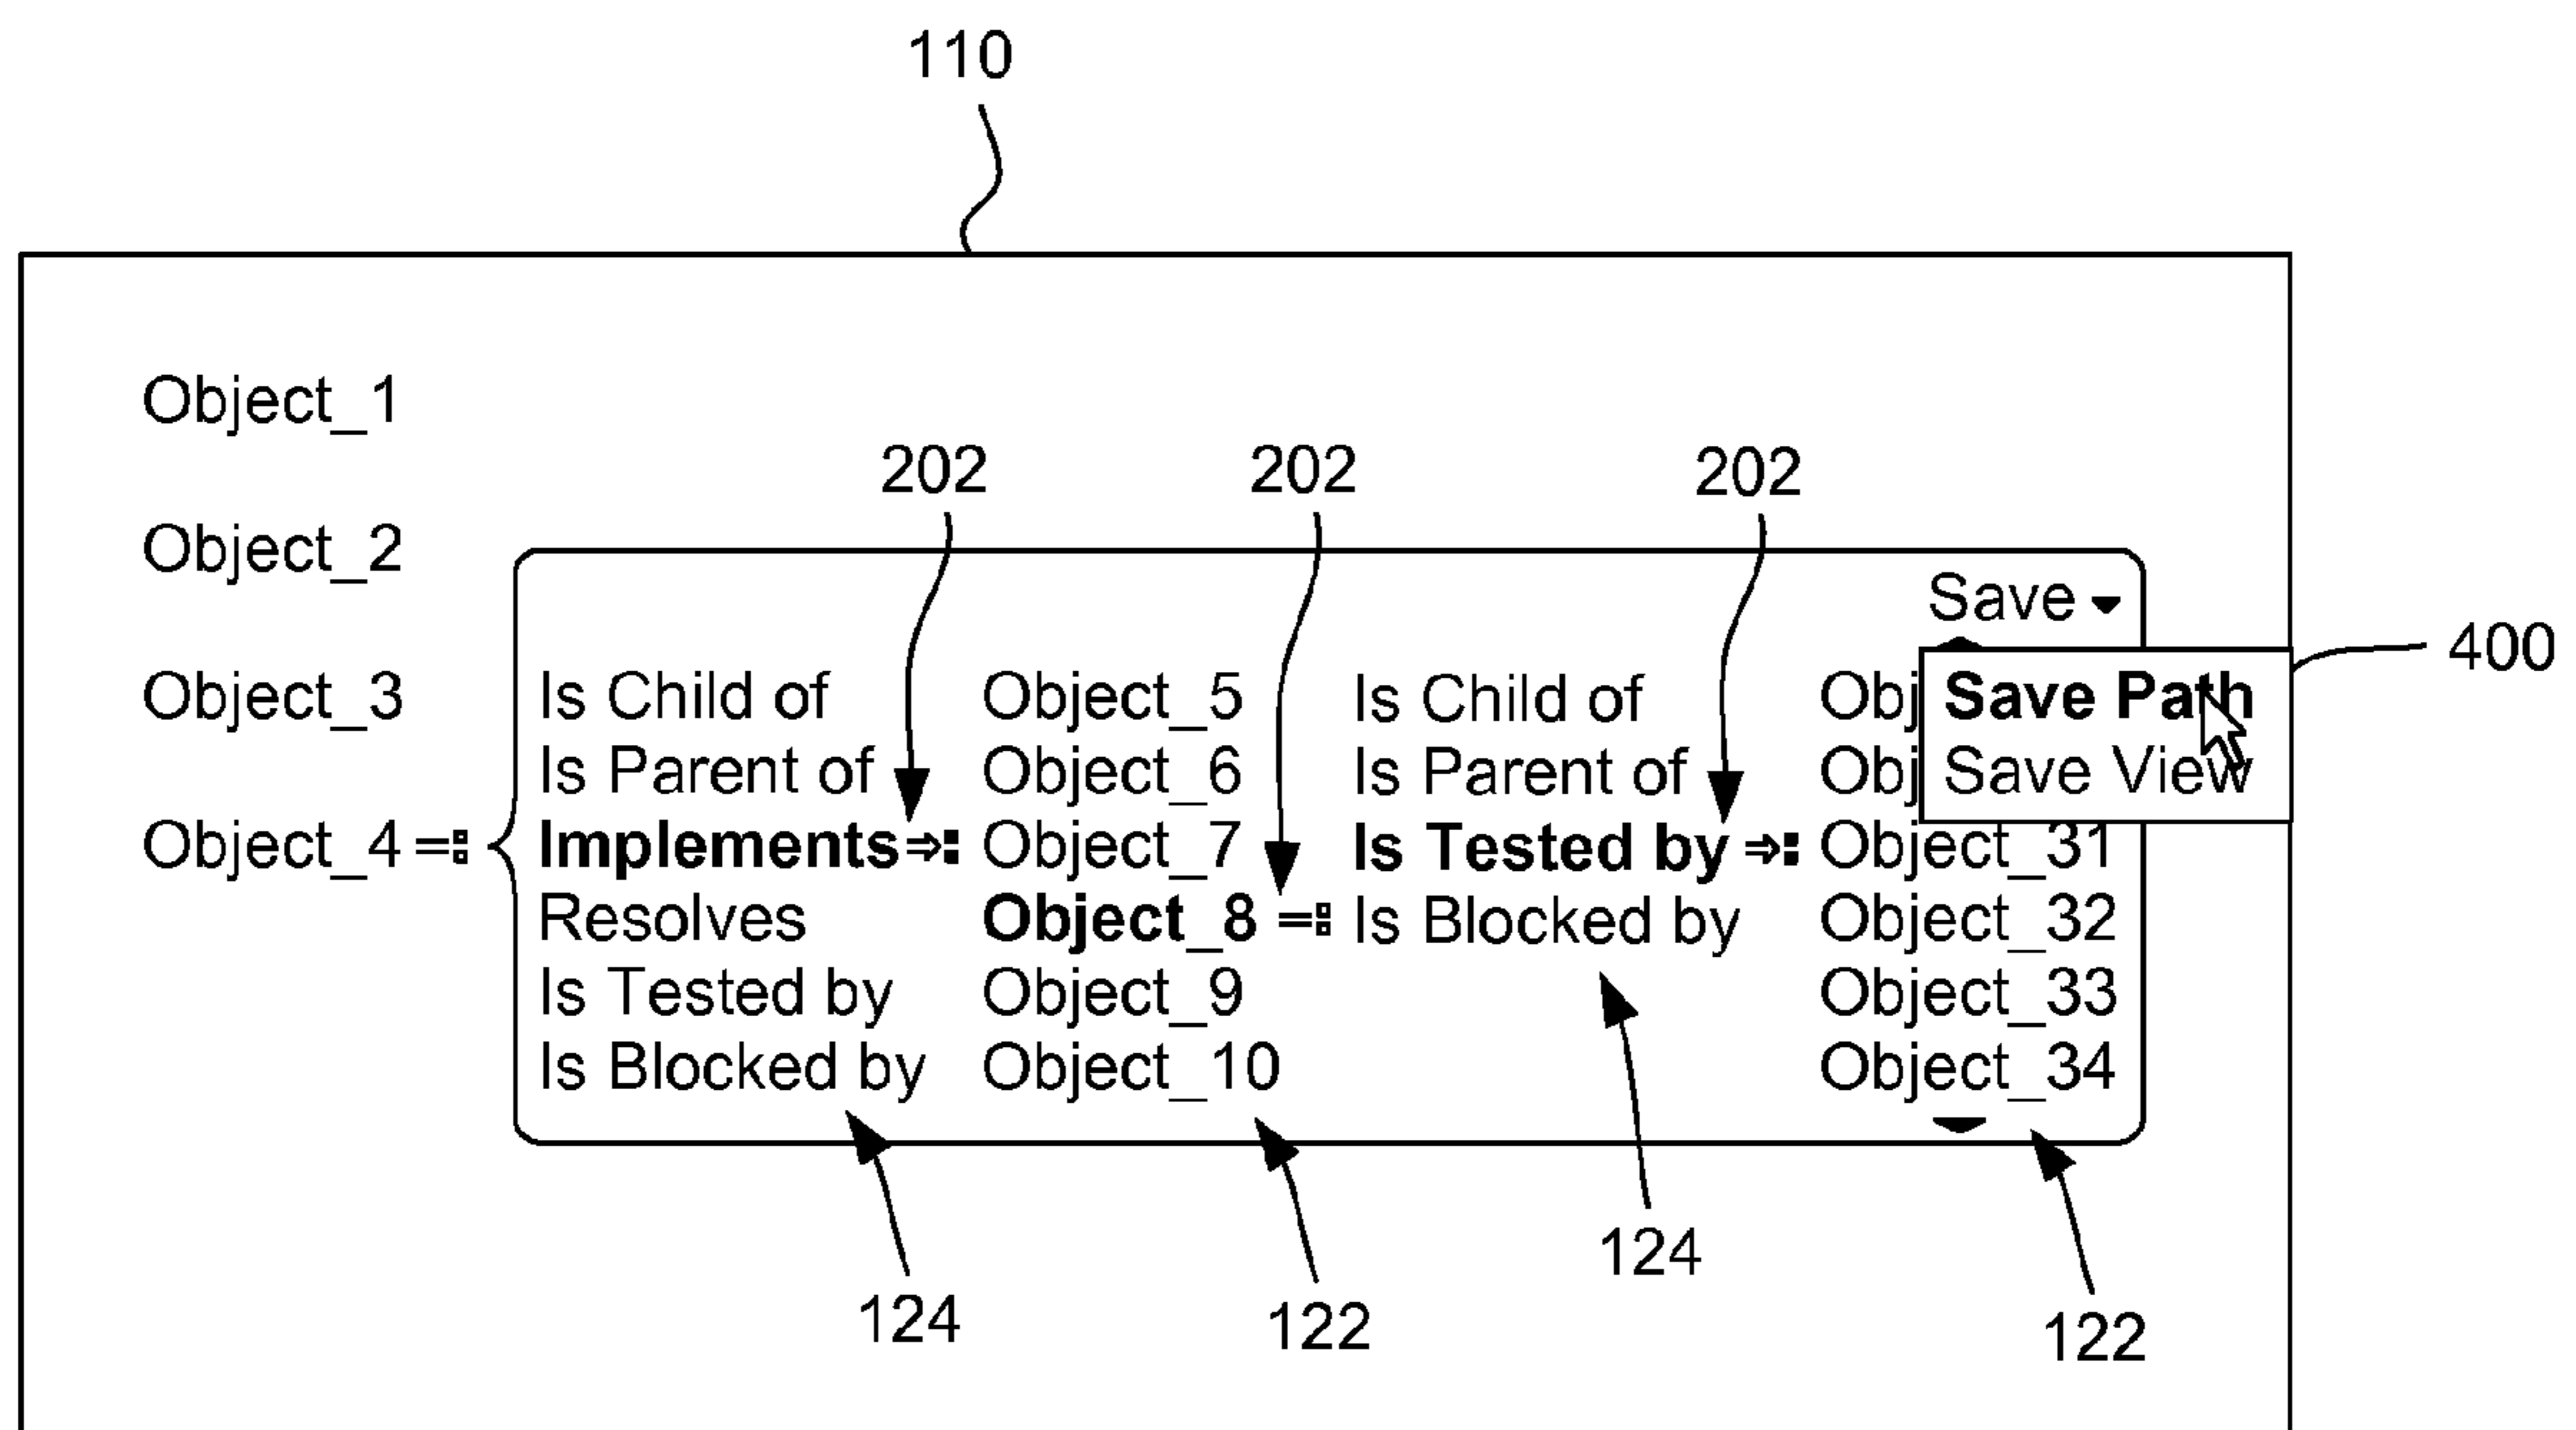 110
Object_1
202 202 202
Object_2
Save
400
Object_3 Is Child of Object_5 Is Child of Obj Save Path
Is Parent of Object_6 Is Parent of Obj Save View
Object_4 Implements Object_7 Is Tested by Object_31
Resolves Object_8 Is Blocked by Object_32
Is Tested by Object_9 Object_33
Is Blocked by Object_10 Object_34
124
124 122 122